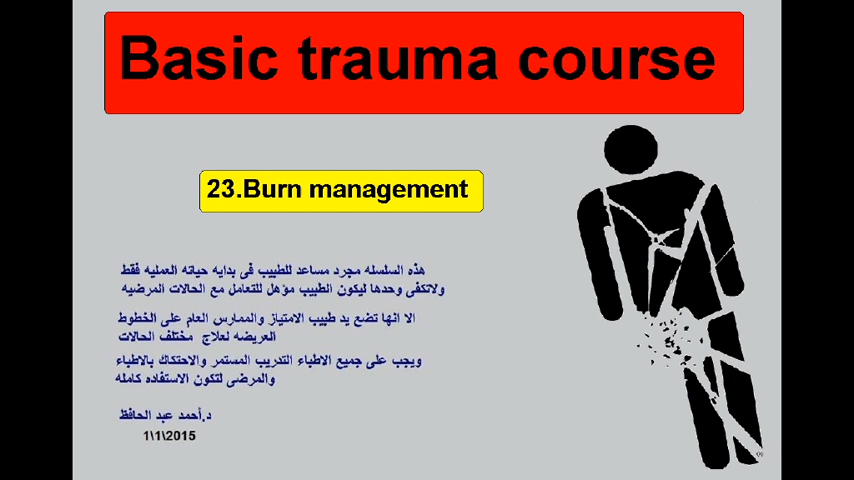 Basic trauma course
23.Burn management
هذه السلسله مجرد مساعد للطبيب فى بدايه حياته العمليه فقط
ولاتكفى وحدها ليكون الطبيب مؤهل للتعامل مع الحالات المرضيه
الا انها تضع يد طبيب الامتياز والممارس العام على الخطوط
العريضه لعلاج مختلف الحالات
ويجب على جميع الاطباء التدريب المستمر والاحتكاك بالاطباء
والمرضى لتكون الاستفاده كامله
د.أحمد عبد الحافظ
1\1\2015